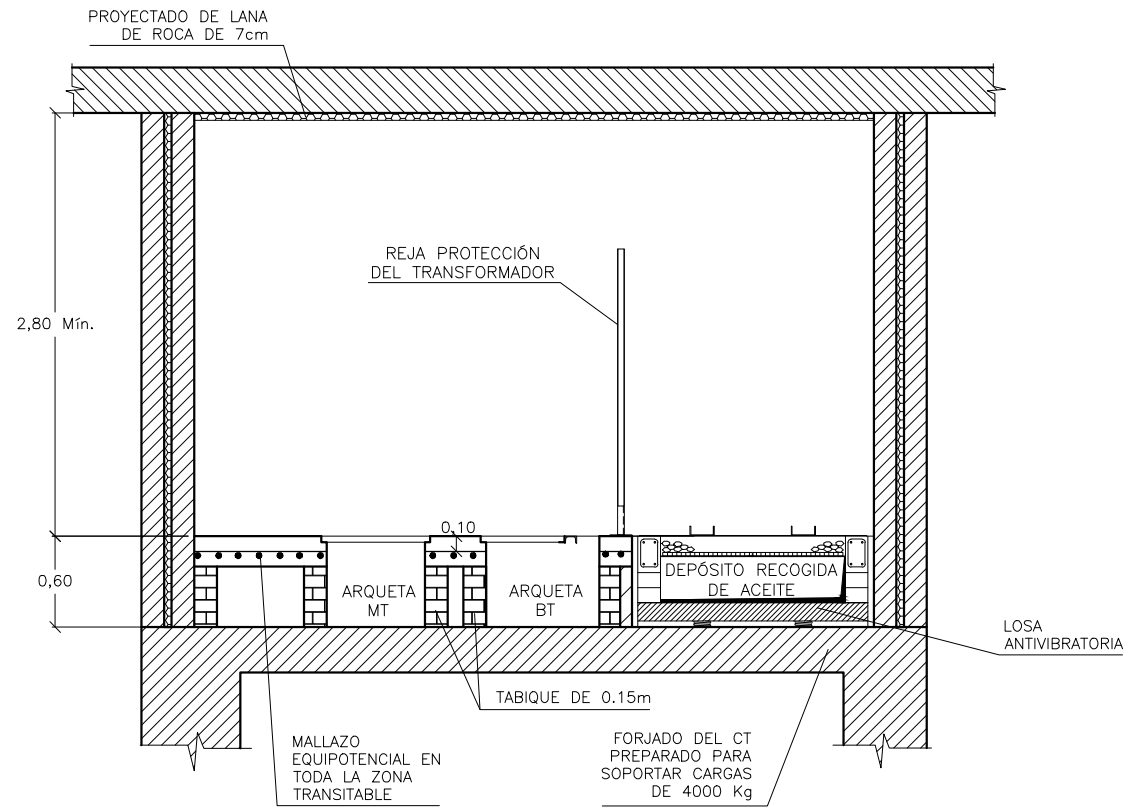 PROYECTADO DE LANA
DE ROCA DE 7cm
REJA PROTECCIÓN
DEL TRANSFORMADOR
2,80 Mín.
0,10
0,60
ARQUETA
MT
ARQUETA
BT
DEPÓSITO RECOGIDA
DE ACEITE
LOSA
ANTIVIBRATORIA
TABIQUE DE 0.15m
MALLAZO
EQUIPOTENCIAL EN
TODA LA ZONA
TRANSITABLE
FORJADO DEL CT
PREPARADO PARA
SOPORTAR CARGAS
DE 4000 Kg